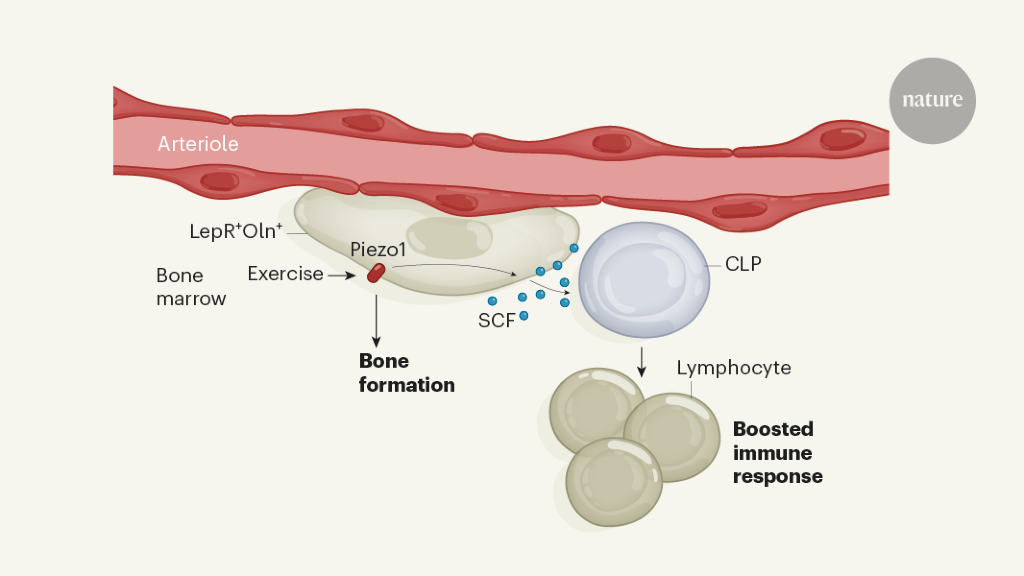 nature
Arteriole
LepR⁺Oln⁺
Piezo1
Bone
marrow
Exercise
CLP
SCF
Bone
formation
Lymphocyte
Boosted
immune
response